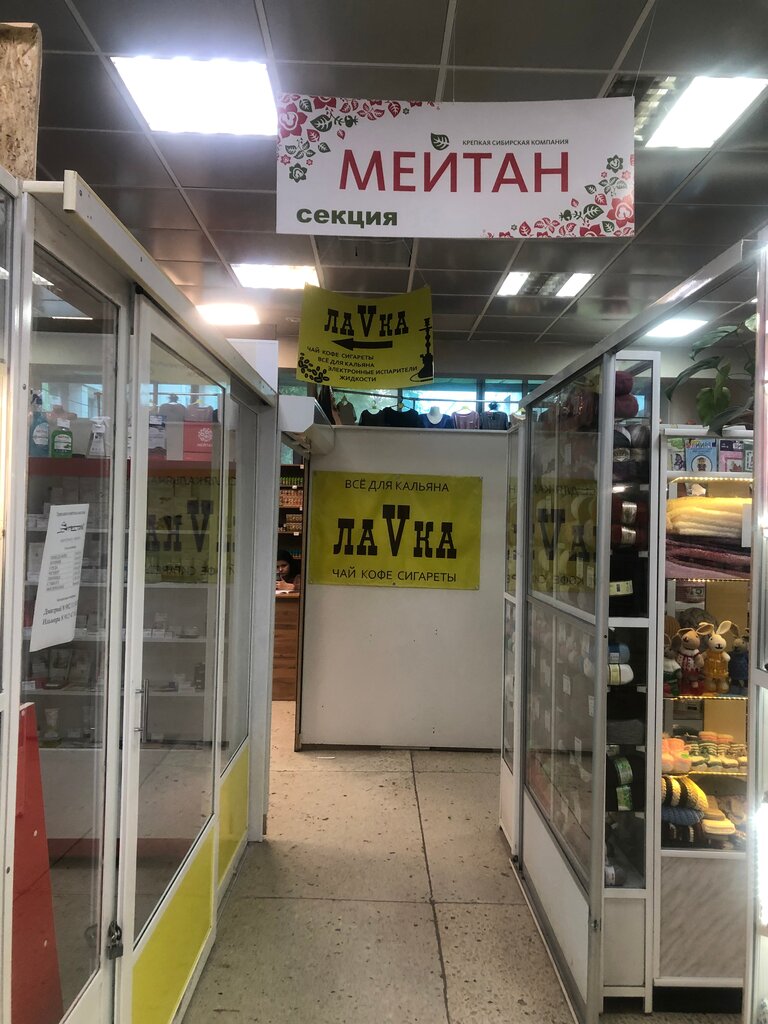 КРЕПКАЯ СИБИРСКАЯ КОМПАНИЯ
МЕЙТАН
секция
лаVка
ЧАЙ КОФЕ СИГАРЕТЫ
ВСЁ ДЛЯ КАЛЬЯНА
ЭЛЕКТРОННЫЕ ИСПАРИТЕЛИ
ЖИДКОСТИ
ВСЁ ДЛЯ КАЛЬЯНА
лаVка
ЧАЙ КОФЕ СИГАРЕТЫ